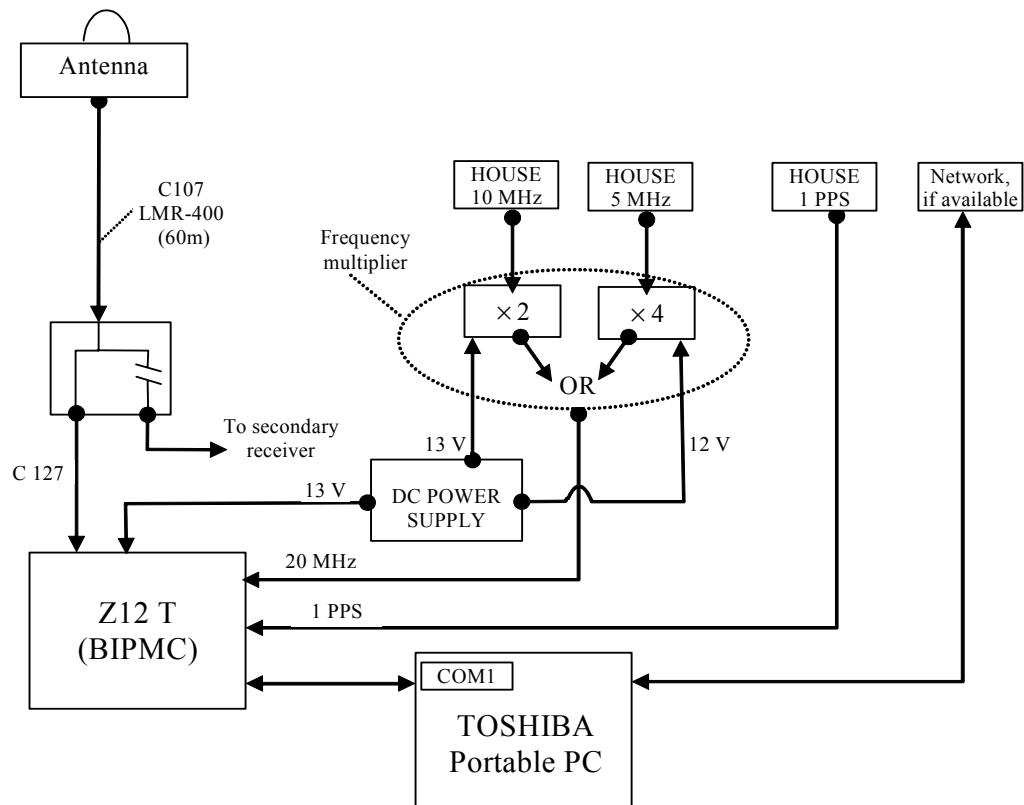 Antenna
C107
LMR-400
(60m)
HOUSE
10 MHz
HOUSE
5 MHz
HOUSE
1 PPS
Network,
if available
Frequency
multiplier
× 2
× 4
OR
To secondary
receiver
C 127
13 V
12 V
13 V
DC POWER
SUPPLY
20 MHz
1 PPS
Z12 T
(BIPMC)
COM1
TOSHIBA
Portable PC